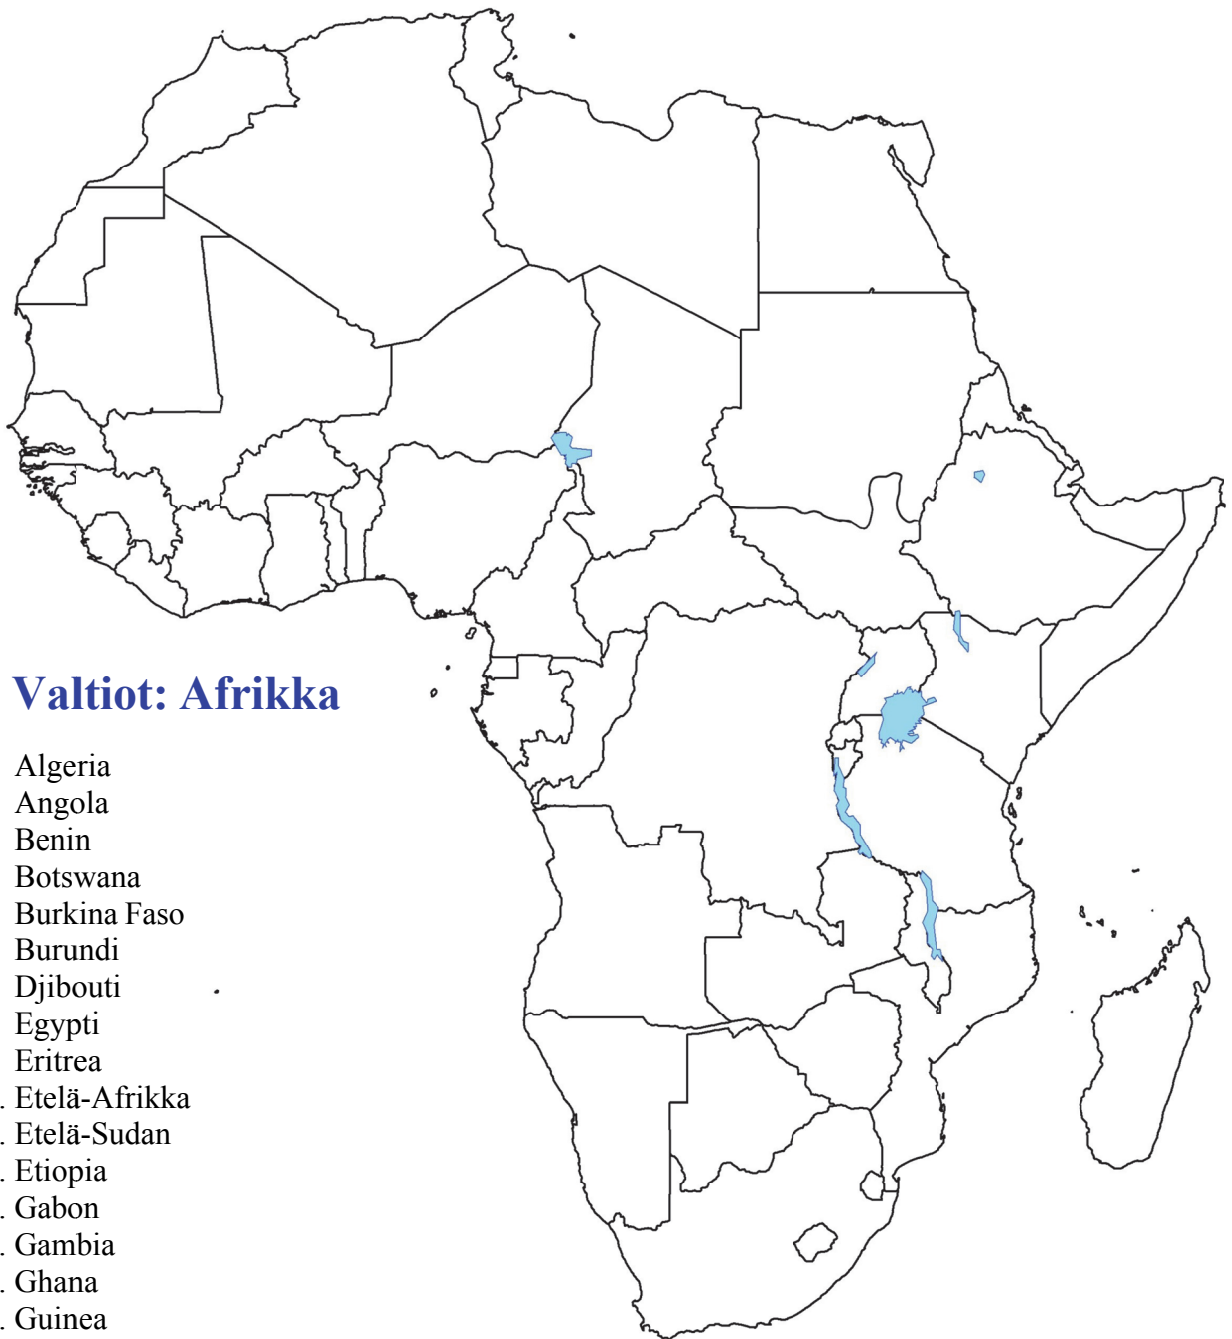 Valtiot: Afrikka
Algeria
Angola
Benin
Botswana
Burkina Faso
Burundi
Djibouti
Egypti
Eritrea
. Etelä-Afrikka
. Etelä-Sudan
. Etiopia
. Gabon
. Gambia
. Ghana
. Guinea